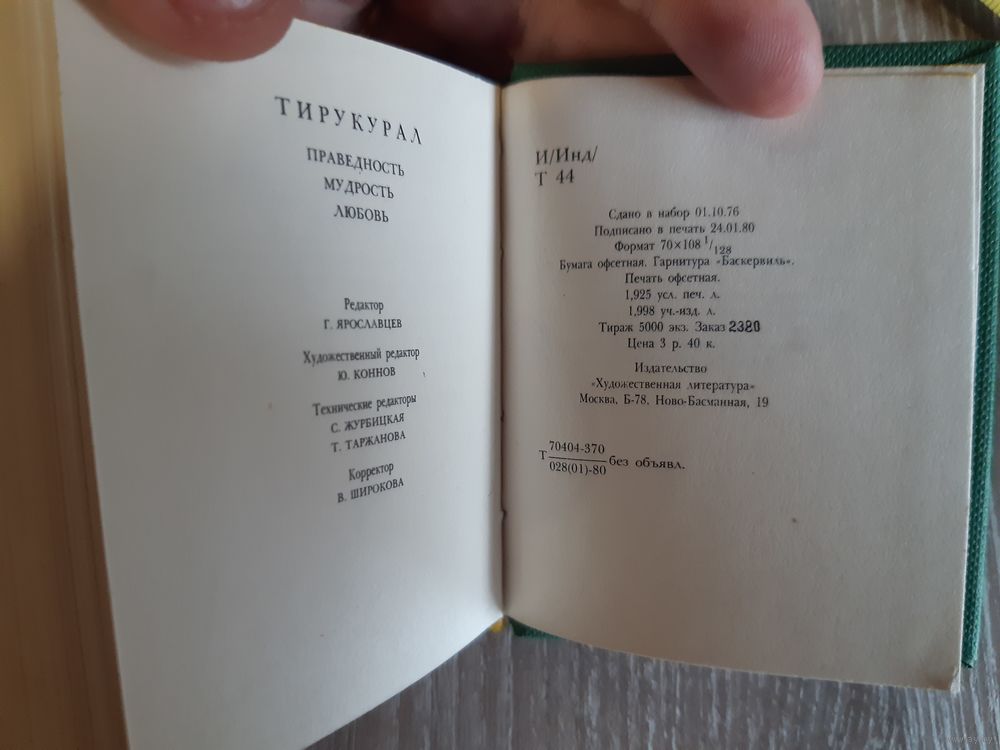 ТИРУКУРАЛ
ПРАВЕДНОСТЬ
МУДРОСТЬ
ЛЮБОВЬ
Редактор
Г. ЯРОСЛАВЦЕВ
Художественный редактор
Ю. КОННОВ
Технические редакторы
С. ЖУРБИЦКАЯ
Т. ТАРЖАНОВА
Корректор
В. ШИРОКОВА
И/Инд/
Т 44
Сдано в набор 01.10.76
Подписано в печать 24.01.80
Формат 70×108 1/128
Бумага офсетная. Гарнитура «Баскервиль».
Печать офсетная.
1,925 усл. печ. л.
1,998 уч.-изд. л.
Тираж 5000 экз. Заказ 2380
Цена 3 р. 40 к.
Издательство
«Художественная литература»
Москва, Б-78. Ново-Басманная, 19
70404-370
Т без объявл.
028(01)-80